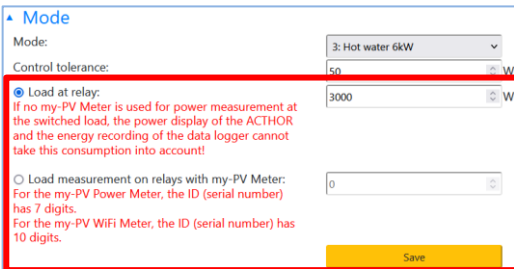 Mode
Mode: 3: Hot water 6kW
Control tolerance: 50 W
Load at relay: 3000 W
If no my-PV Meter is used for power measurement at
the switched load, the power display of the ACTHOR
and the energy recording of the data logger cannot
take this consumption into account!
Load measurement on relays with my-PV Meter: 0
For the my-PV Power Meter, the ID (serial number)
has 7 digits.
For the my-PV WiFi Meter, the ID (serial number) has
10 digits.
Save